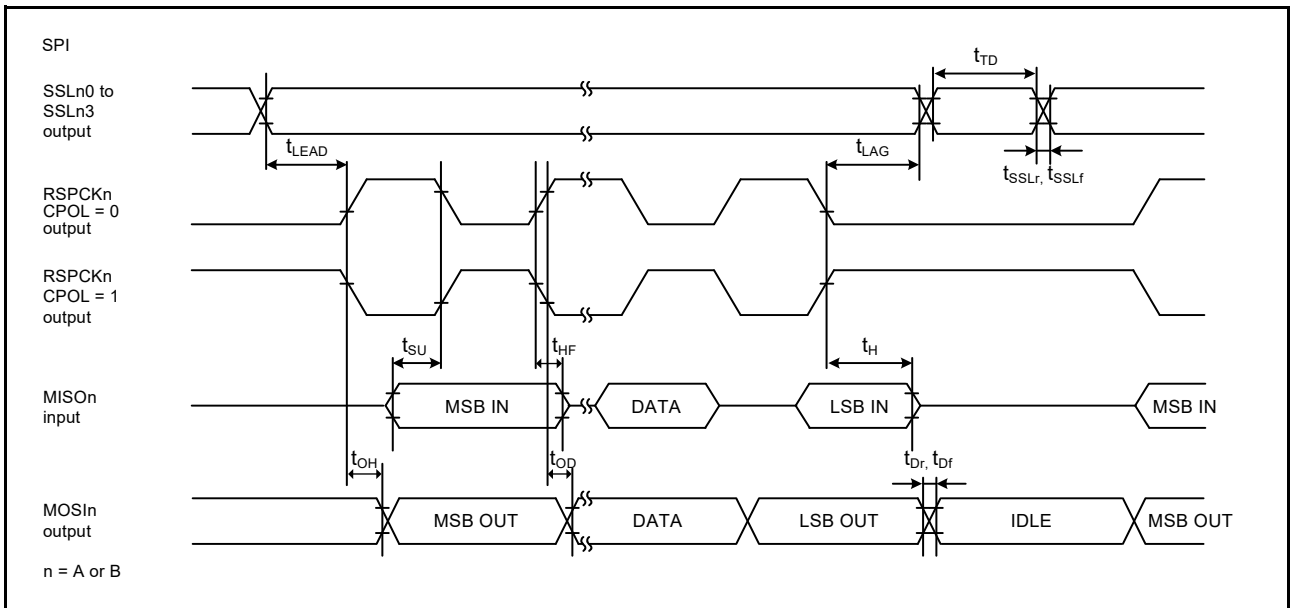 SPI
tTD
SSLn0 to
SSLn3
output
tLEAD
tLAG
tSSLr, tSSLf
RSPCKn
CPOL = 0
output
RSPCKn
CPOL = 1
output
tSU
tHF
tH
MISOn
input
MSB IN
DATA
LSB IN
MSB IN
tOH
tOD
tDr, tDf
MOSIn
output
MSB OUT
DATA
LSB OUT
IDLE
MSB OUT
n = A or B